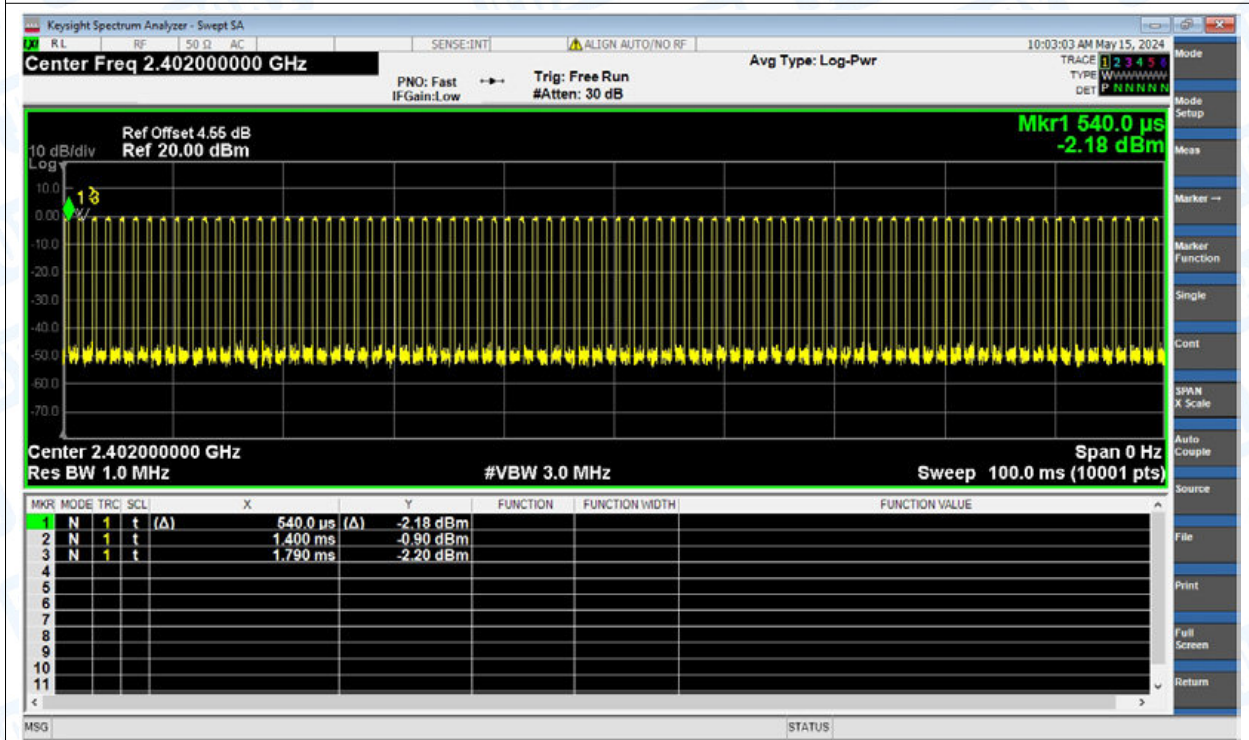 Keysight Spectrum Analyzer - Swept SA
RL RF 50 Ω AC SENSE:INT ALIGN AUTO/NO RF 10:03:03 AM May 15, 2024
Center Freq 2.402000000 GHz
Avg Type: Log-Pwr
TRACE 1 2 3 4 5 6
TYPE WWWWWW
DET P N N N N N
PNO: Fast
IFGain:Low
Trig: Free Run
#Atten: 30 dB
Mkr1 540.0 µs
-2.18 dBm
Ref Offset 4.55 dB
10 dB/div Ref 20.00 dBm
Log
10.0
0.00
-10.0
-20.0
-30.0
-40.0
-50.0
-60.0
-70.0
1
3
Center 2.402000000 GHz Span 0 Hz
Res BW 1.0 MHz #VBW 3.0 MHz Sweep 100.0 ms (10001 pts)
MKR MODE TRC SCL X Y FUNCTION FUNCTION WIDTH FUNCTION VALUE
1 N 1 t (Δ) 540.0 µs (Δ) -2.18 dBm
2 N 1 t 1.400 ms -0.90 dBm
3 N 1 t 1.790 ms -2.20 dBm
4
5
6
7
8
9
10
11
MSG STATUS
Mode
Mode
Setup
Meas
Marker →
Marker
Function
Single
Cont
SPAN
X Scale
Auto
Couple
Source
File
Print
Full
Screen
Return